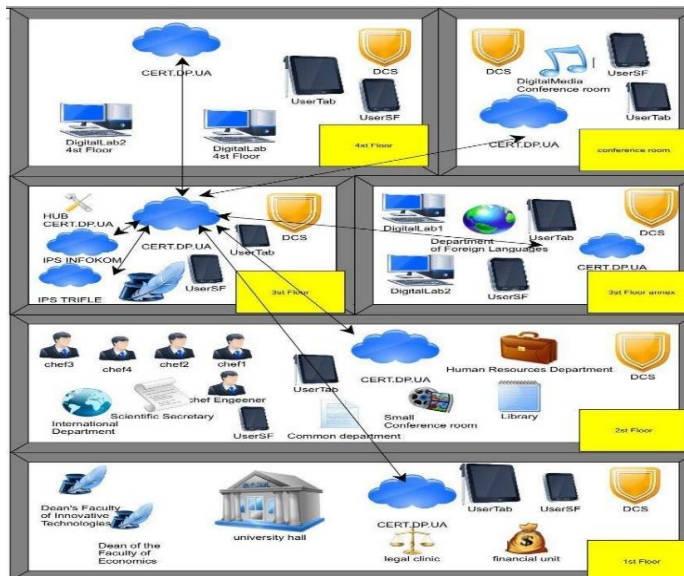 CERT.DP.UA
DCS
UserTab
UserSF
DigitalLab2
4st Floor
DigitalLab
4st Floor
4st Floor
DCS
DigitalMedia
Conference room
UserSF
UserTab
CERT.DP.UA
conference room
HUB
CERT.DP.UA
CERT.DP.UA
IPS INFOKOM
IPS TRIFLE
UserTab
DCS
UserSF
3st Floor
DigitalLab1
Department
of Foreign Languages
UserTab
DCS
CERT.DP.UA
DigitalLab2
UserSF
3st Floor annex
chef3
chef4
chef2
chef1
CERT.DP.UA
Human Resources Department
DCS
UserTab
International
Department
Scientific Secretary
chef Engeener
UserSF
Common department
Small
Conference room
Library
2st Floor
Dean's Faculty
of Innovative
Technologies
Dean of the
Faculty of
Economics
BANK
university hall
CERT.DP.UA
UserTab
UserSF
DCS
legal clinic
financial unit
1st Floor